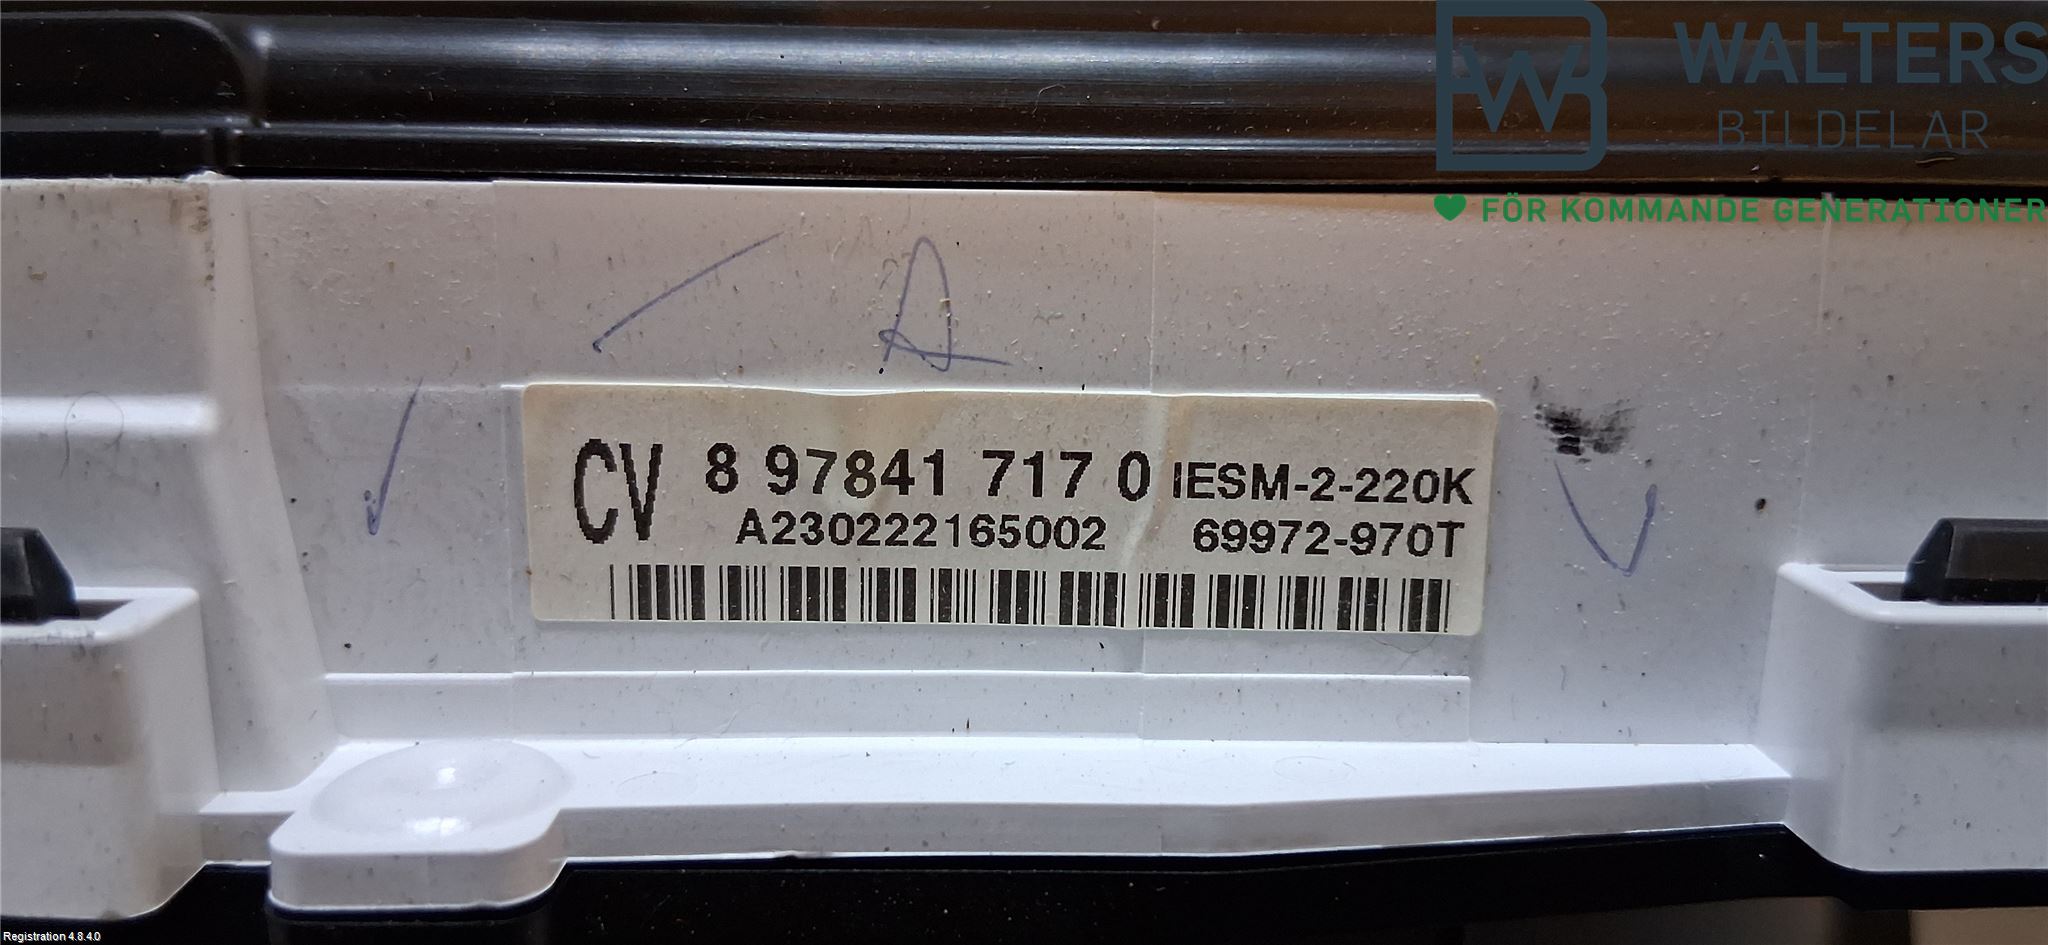 WALTERS
BILDELAR
FÖR KOMMANDE GENERATIONER
A
CV 8 97841 717 0 IESM-2-220K
A230222165002 69972-970T
Registration 4.8.4.0